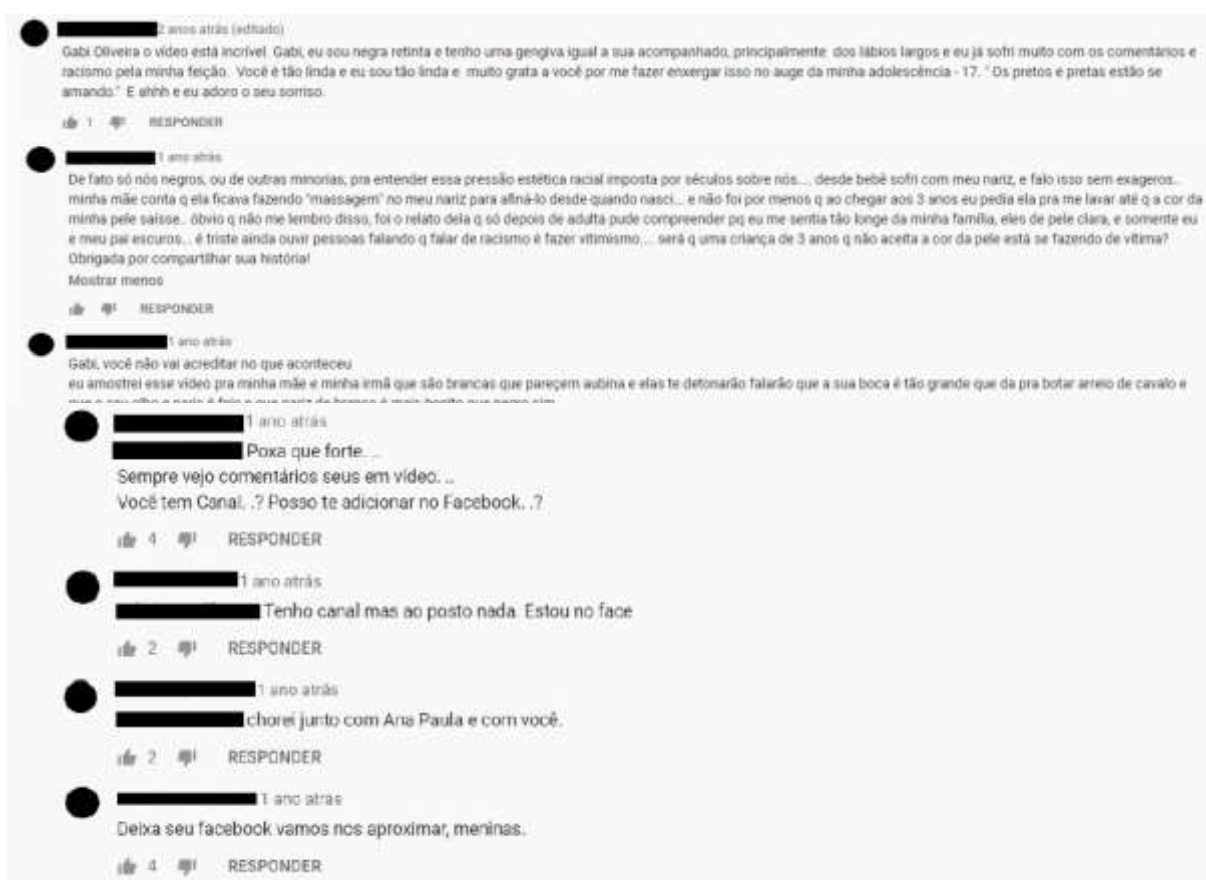 2 anos atrás (editado)
Gabi Oliveira o vídeo está incrível. Gabi, eu sou negra retinta e tenho uma gengiva igual a sua acompanhado, principalmente dos lábios largos e eu já sofri muito com os comentários e
racismo pela minha feição. Você é tão linda e eu sou tão linda e muito grata a você por me fazer enxergar isso no auge da minha adolescência - 17. "Os pretos e pretas estão se
amando." E ahhh e eu adoro o seu sorriso.
1 RESPONDER
1 ano atrás
De fato só nós negros, ou de outras minorias, pra entender essa pressão estética racial imposta por séculos sobre nós..., desde bebê sofri com meu nariz, e falo isso sem exageros..
minha mãe conta q ela ficava fazendo "massagem" no meu nariz para afiná-lo desde quando nasci... e não foi por menos q ao chegar aos 3 anos eu pedia ela pra me lavar até q a cor da
minha pele saísse.. óbvio q não me lembro disso, foi o relato dela q só depois de adulta pude compreender pq eu me sentia tão longe da minha família, eles de pele clara, e somente eu
e meu pai escuros... é triste ainda ouvir pessoas falando q falar de racismo é fazer vitimismo.... será q uma criança de 3 anos q não aceita a cor da pele está se fazendo de vítima?
Obrigada por compartilhar sua história!
Mostrar menos
RESPONDER
1 ano atrás
Gabi, você não vai acreditar no que aconteceu
eu amostrei esse vídeo pra minha mãe e minha irmã que são brancas que pareçem aubina e elas te detonarão falarão que a sua boca é tão grande que da pra botar arreio de cavalo e
que o seu olho e nariz é feio e que nariz de branco é mais bonito que negro sim
1 ano atrás
Poxa que forte. ...
Sempre vejo comentários seus em vídeo. ..
Você tem Canal. .? Posso te adicionar no Facebook. .?
4 RESPONDER
1 ano atrás
Tenho canal mas ao posto nada. Estou no face
2 RESPONDER
1 ano atrás
chorei junto com Ana Paula e com você.
2 RESPONDER
1 ano atrás
Deixa seu facebook vamos nos aproximar, meninas.
4 RESPONDER